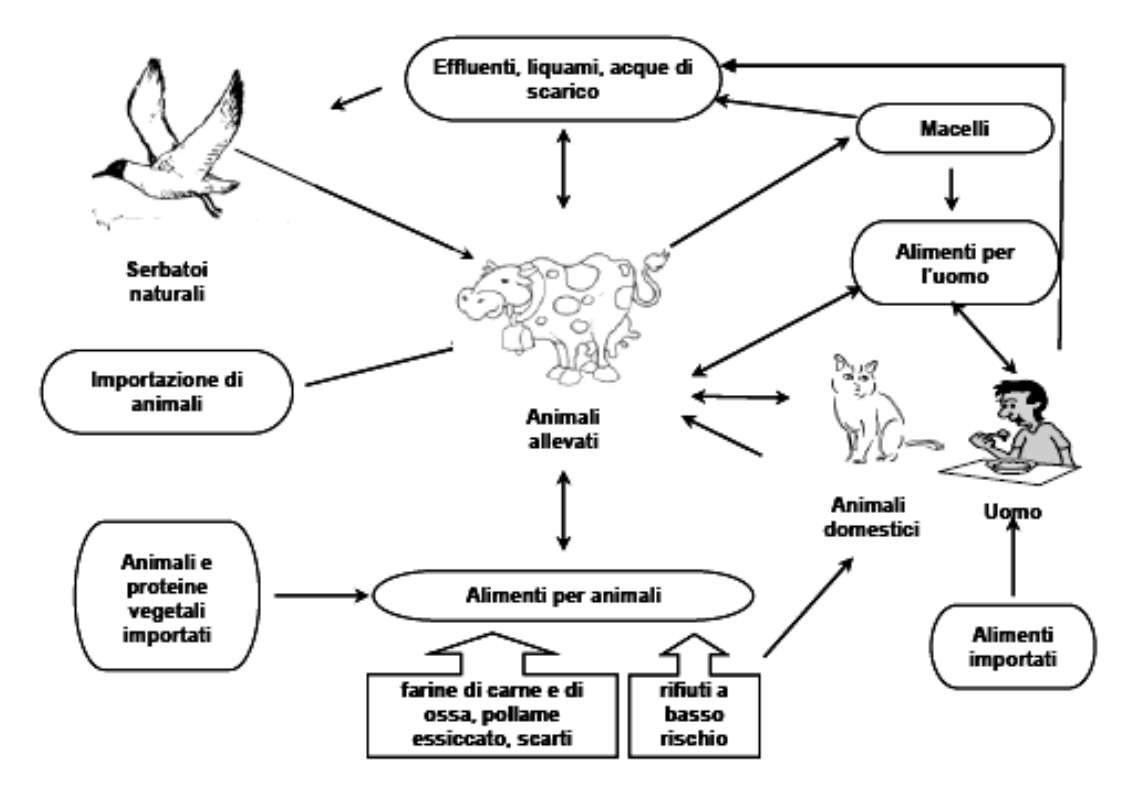 Effluenti, liquami, acque di
scarico
Macelli
Alimenti per
l'uomo
Serbatoi
naturali
Importazione di
animali
Animali
allevati
Animali
domestici
Uomo
Animali e
proteine
vegetali
importati
Alimenti per animali
Alimenti
importati
farine di carne e di
ossa, pollame
essiccato, scarti
rifiuti a
basso
rischio